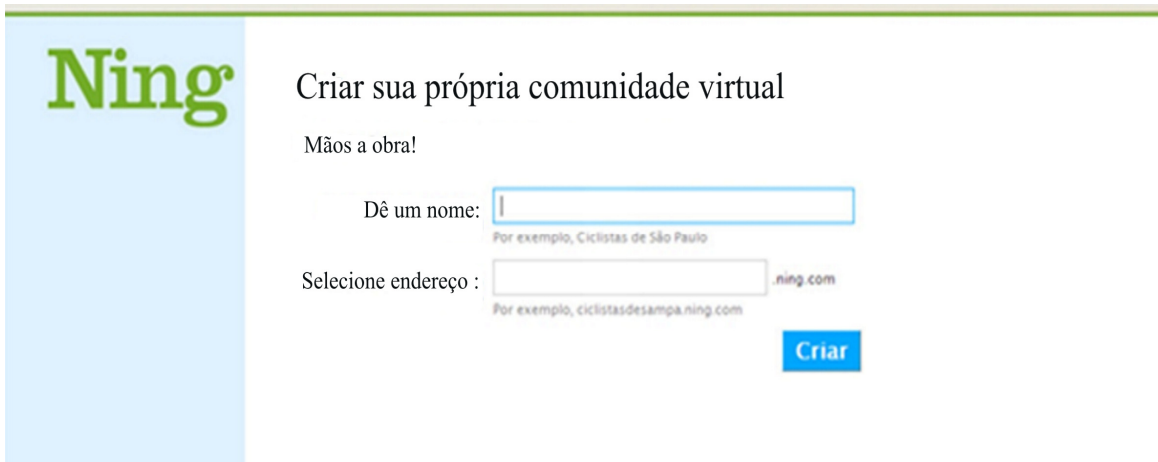 Ning
Criar sua própria comunidade virtual
Mãos a obra!
Dê um nome:
Por exemplo, Ciclistas de São Paulo
Selecione endereço : .ning.com
Por exemplo, ciclistasdesampa.ning.com
Criar